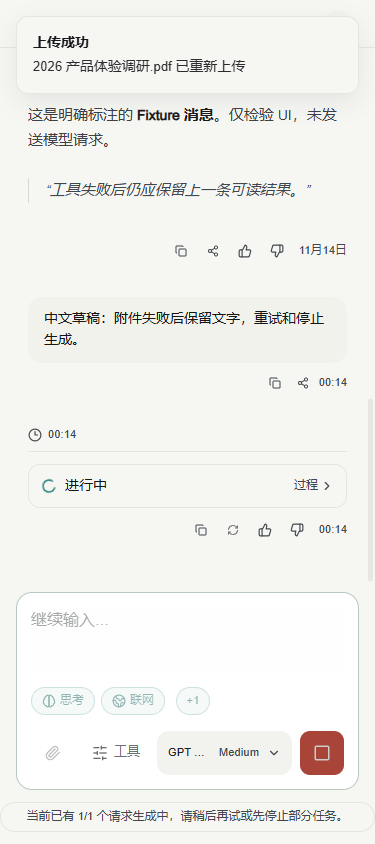 上传成功
2026 产品体验调研.pdf 已重新上传
这是明确标注的 Fixture 消息。仅检验 UI，未发
送模型请求。
“工具失败后仍应保留上一条可读结果。”
11月14日
中文草稿：附件失败后保留文字，重试和停止
生成。
00:14
00:14
进行中 过程
00:14
继续输入...
思考 联网 +1
工具 GPT ... Medium
当前已有 1/1 个请求生成中，请稍后再试或先停止部分任务。